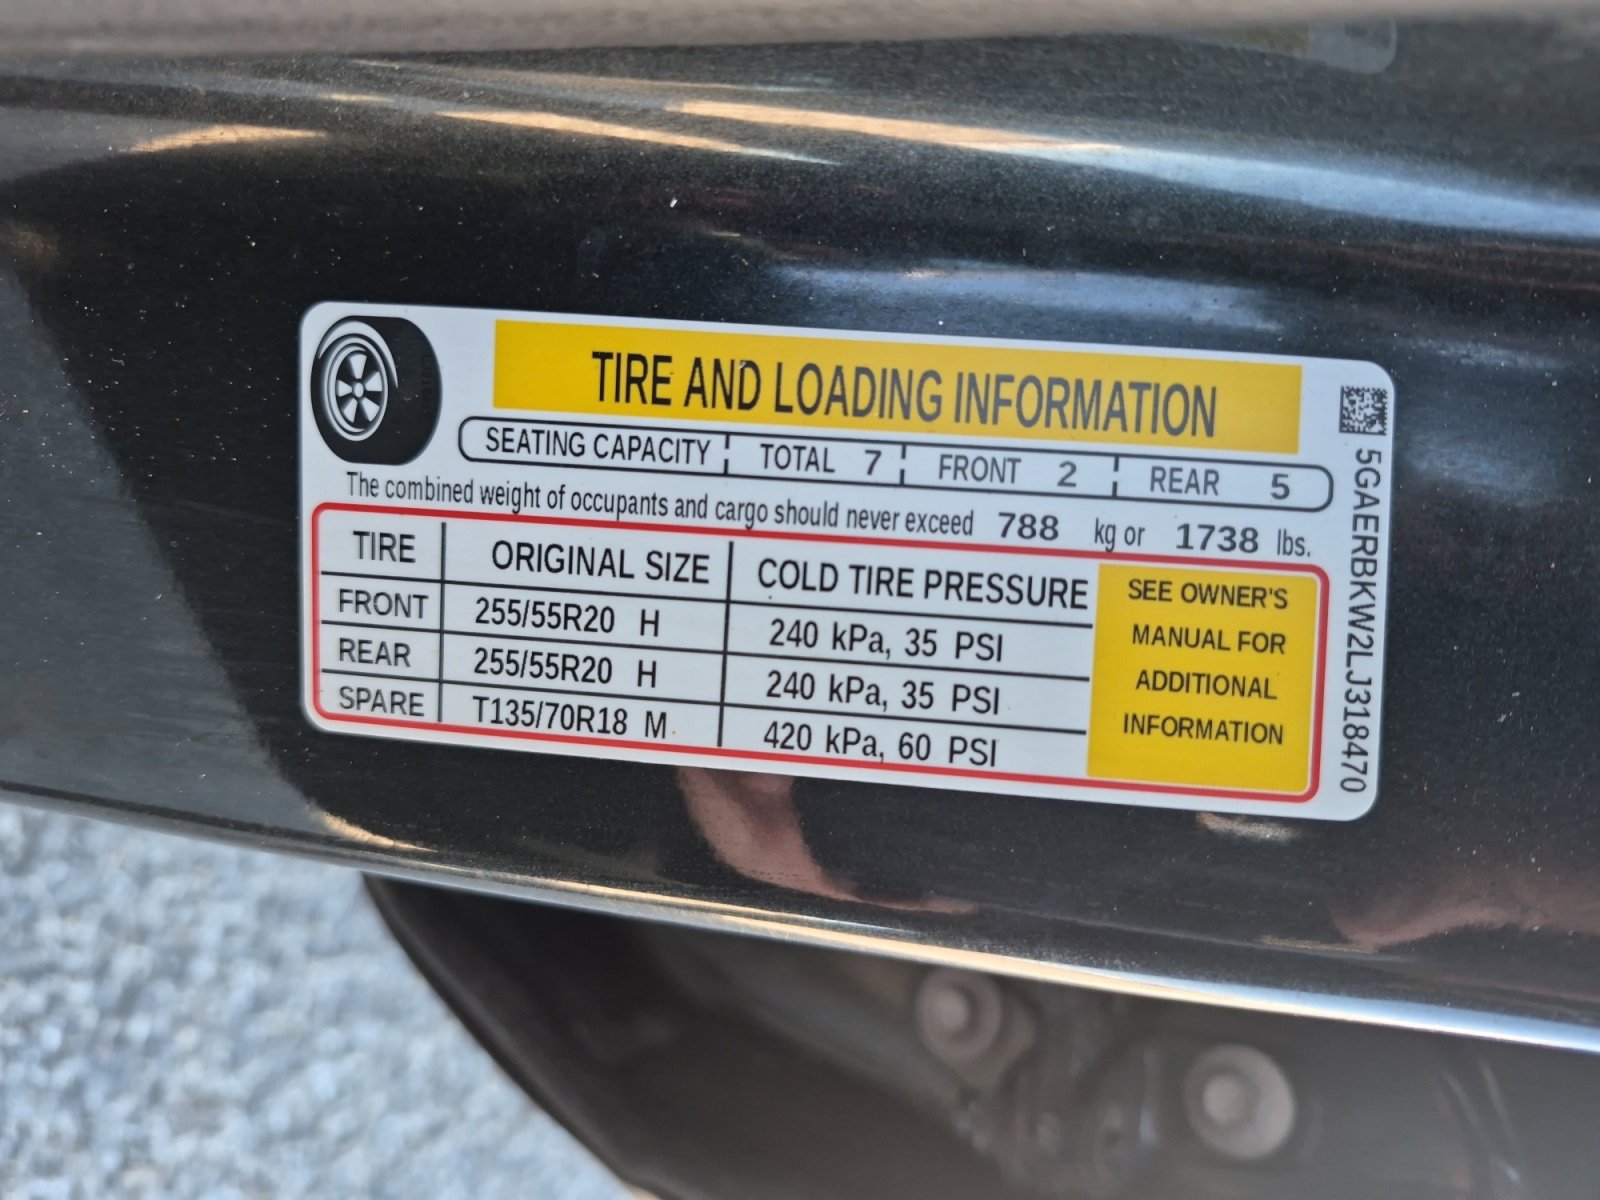 TIRE AND LOADING INFORMATION
SEATING CAPACITY TOTAL 7 FRONT 2 REAR 5
The combined weight of occupants and cargo should never exceed 788 kg or 1738 lbs.
TIRE ORIGINAL SIZE COLD TIRE PRESSURE
FRONT 255/55R20 H 240 kPa, 35 PSI
REAR 255/55R20 H 240 kPa, 35 PSI
SPARE T135/70R18 M 420 kPa, 60 PSI
SEE OWNER'S
MANUAL FOR
ADDITIONAL
INFORMATION
5GAERBKW2LJ318470